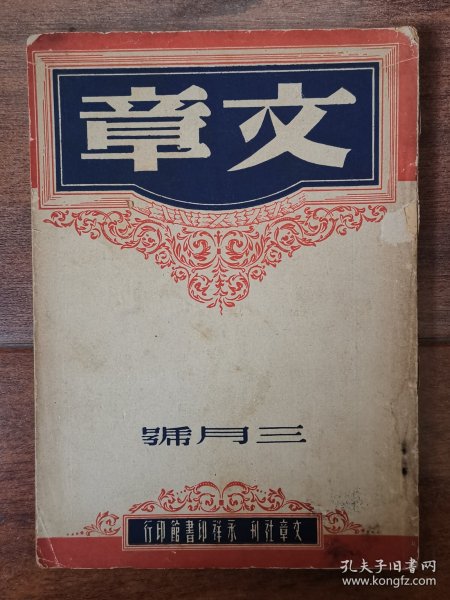 文章
三月號
文章社刊 永祥印書館印行
孔夫子旧书网
www.kongfz.com